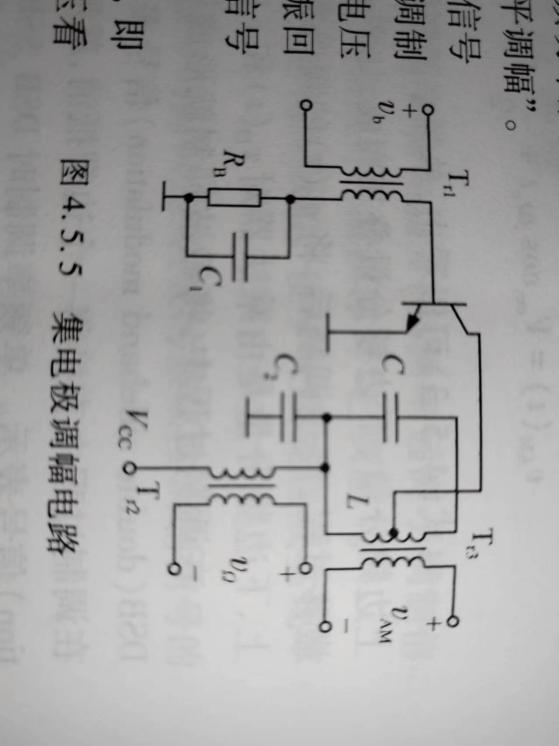 平调幅”。
信号
调制
电压
振回
信号
，即
示看
+
v_b
T_r1
R_B
C_1
C
C_2
L
T_r3
+
v_AM
−
V_CC
T_r2
+
v_Ω
−
图 4.5.5 集电极调幅电路